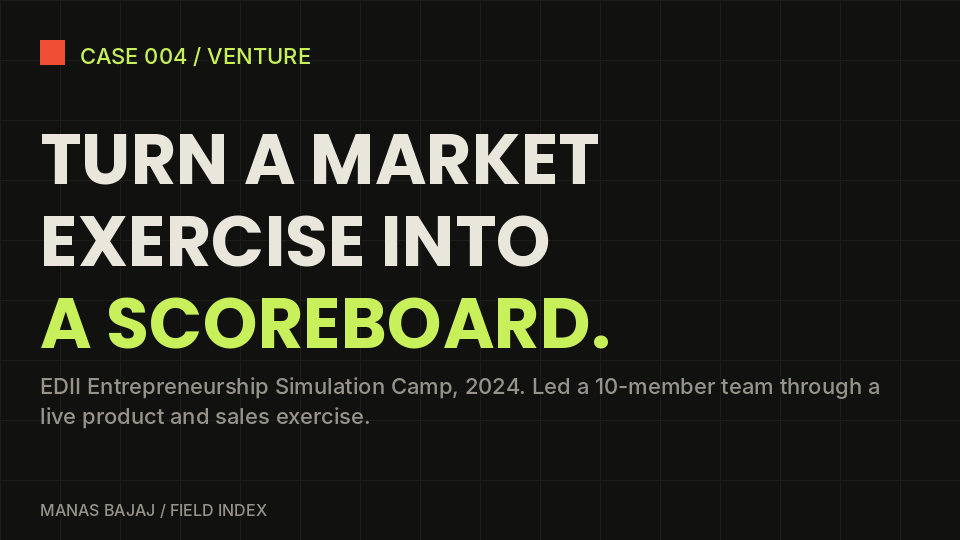 CASE 004 / VENTURE
TURN A MARKET
EXERCISE INTO
A SCOREBOARD.
EDII Entrepreneurship Simulation Camp, 2024. Led a 10-member team through a
live product and sales exercise.
MANAS BAJAJ / FIELD INDEX